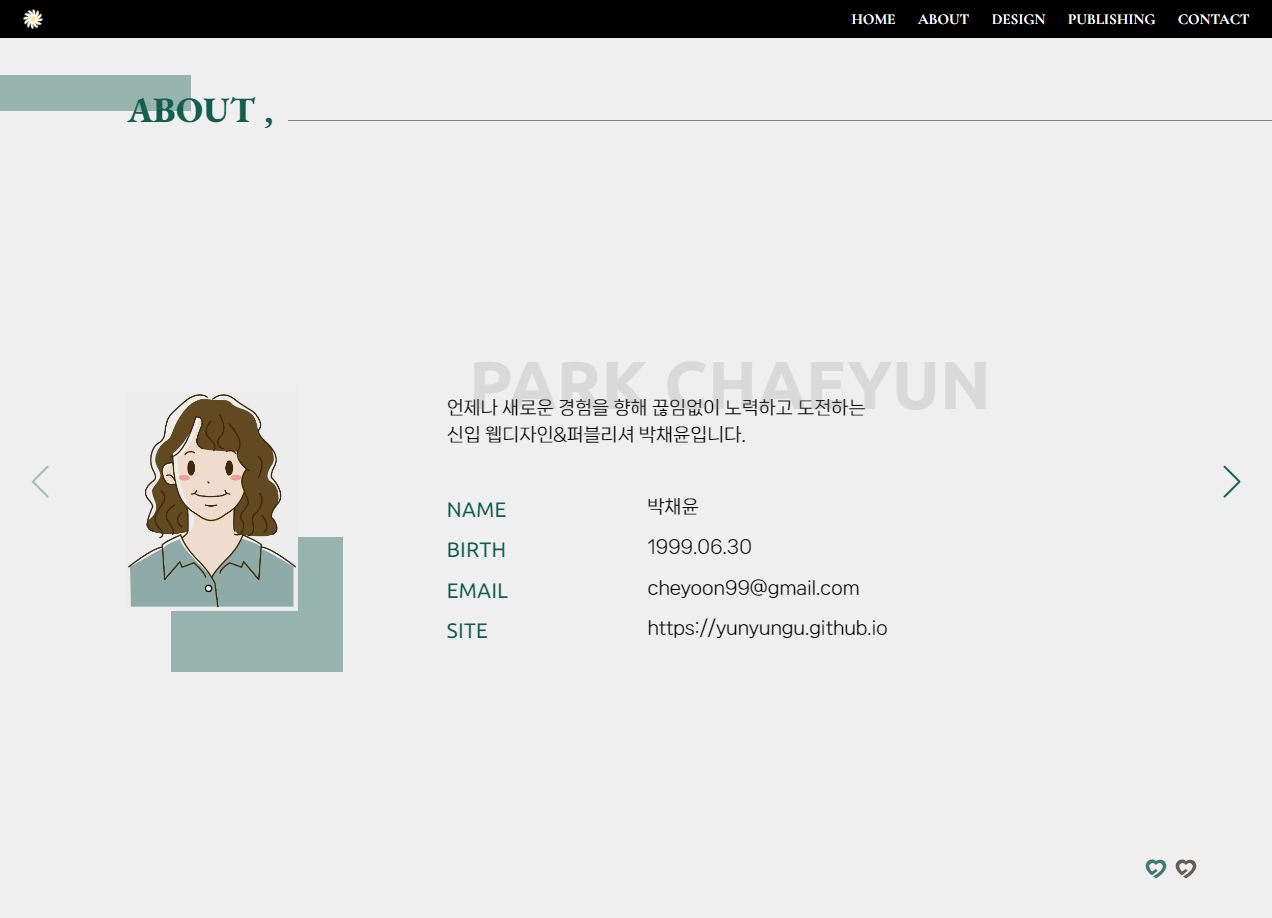 HOME ABOUT DESIGN PUBLISHING CONTACT
ABOUT ,
PARK CHAEYUN
언제나 새로운 경험을 향해 끊임없이 노력하고 도전하는
신입 웹디자인&퍼블리셔 박채윤입니다.
NAME 박채윤
BIRTH 1999.06.30
EMAIL cheyoon99@gmail.com
SITE https://yunyungu.github.io